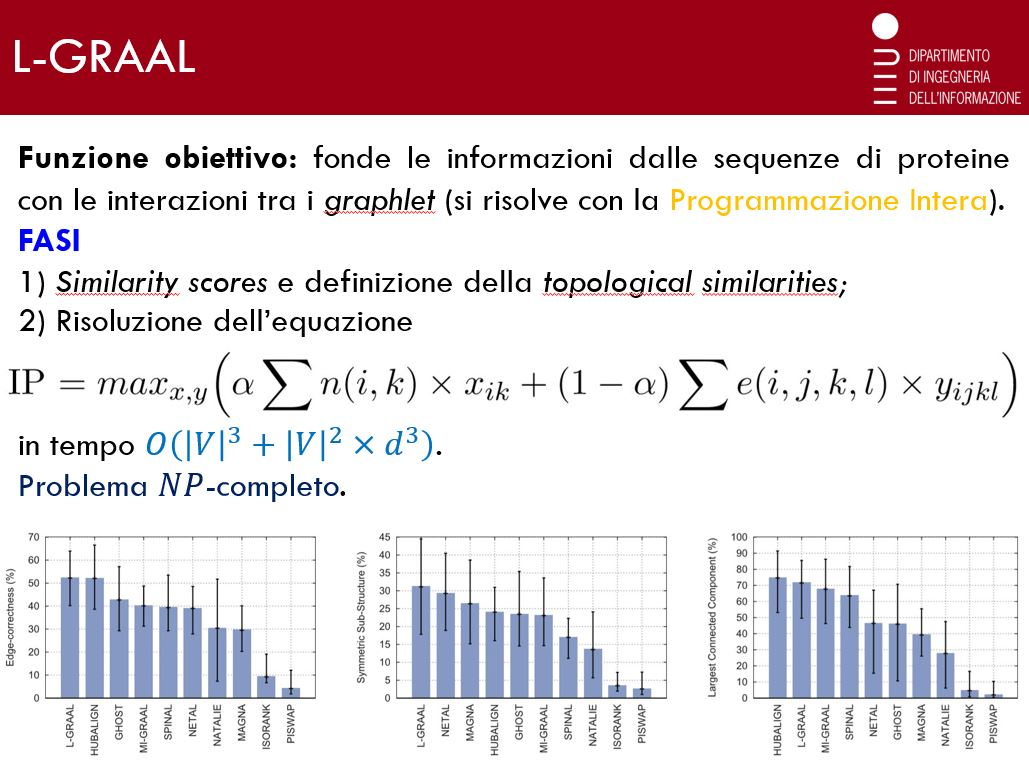 L-GRAAL
DIPARTIMENTO
DI INGEGNERIA
DELL'INFORMAZIONE
Funzione obiettivo: fonde le informazioni dalle sequenze di proteine
con le interazioni tra i graphlet (si risolve con la Programmazione Intera).
FASI
1) Similarity scores e definizione della topological similarities;
2) Risoluzione dell'equazione
IP = max_{x,y}(α ∑ n(i, k) × x_{ik} + (1 − α) ∑ e(i, j, k, l) × y_{ijkl})
in tempo O(|V|³ + |V|² × d³).
Problema NP-completo.
Edge-correctness (%)
70
60
50
40
30
20
10
0
L-GRAAL
HUBALIGN
GHOST
MI-GRAAL
SPINAL
NETAL
NATALIE
MAGNA
ISORANK
PISWAP
Symmetric Sub-Structure (%)
45
40
35
30
25
20
15
10
5
0
L-GRAAL
NETAL
MAGNA
HUBALIGN
GHOST
MI-GRAAL
SPINAL
NATALIE
ISORANK
PISWAP
Largest Connected Component (%)
100
90
80
70
60
50
40
30
20
10
0
HUBALIGN
L-GRAAL
MI-GRAAL
SPINAL
NETAL
GHOST
MAGNA
NATALIE
ISORANK
PISWAP